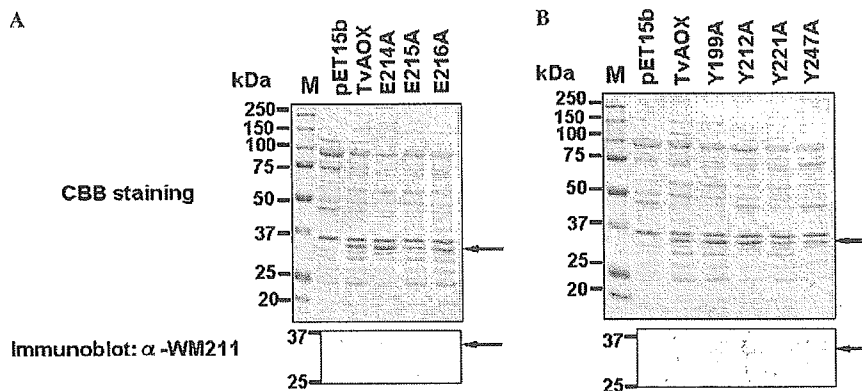 A
kDa
M
pET15b
TvAOX
E214A
E215A
E216A
250
150
100
75
50
37
25
20
CBB staining
37
25
Immunoblot: α -WM211
B
kDa
M
pET15b
TvAOX
Y199A
Y212A
Y221A
Y247A
250
150
100
75
50
37
25
20
37
25